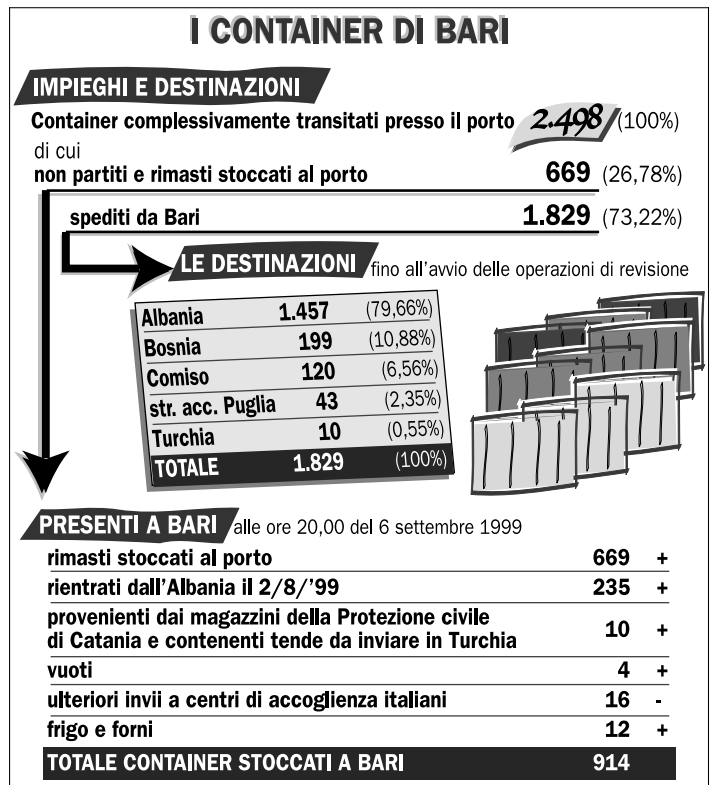 I CONTAINER DI BARI
IMPIEGHI E DESTINAZIONI
Container complessivamente transitati presso il porto 2.498 (100%)
di cui
non partiti e rimasti stoccati al porto 669 (26,78%)
spediti da Bari 1.829 (73,22%)
LE DESTINAZIONI fino all'avvio delle operazioni di revisione
Albania 1.457 (79,66%)
Bosnia 199 (10,88%)
Comiso 120 (6,56%)
str. acc. Puglia 43 (2,35%)
Turchia 10 (0,55%)
TOTALE 1.829 (100%)
PRESENTI A BARI alle ore 20,00 del 6 settembre 1999
rimasti stoccati al porto 669 +
rientrati dall'Albania il 2/8/'99 235 +
provenienti dai magazzini della Protezione civile
di Catania e contenenti tende da inviare in Turchia 10 +
vuoti 4 +
ulteriori invii a centri di accoglienza italiani 16 -
frigo e forni 12 +
TOTALE CONTAINER STOCCATI A BARI 914